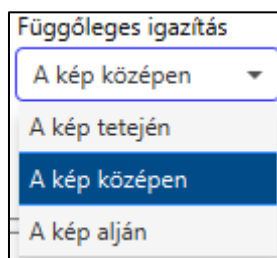 Függőleges igazítás
A kép középen
A kép tetején
A kép középen
A kép alján